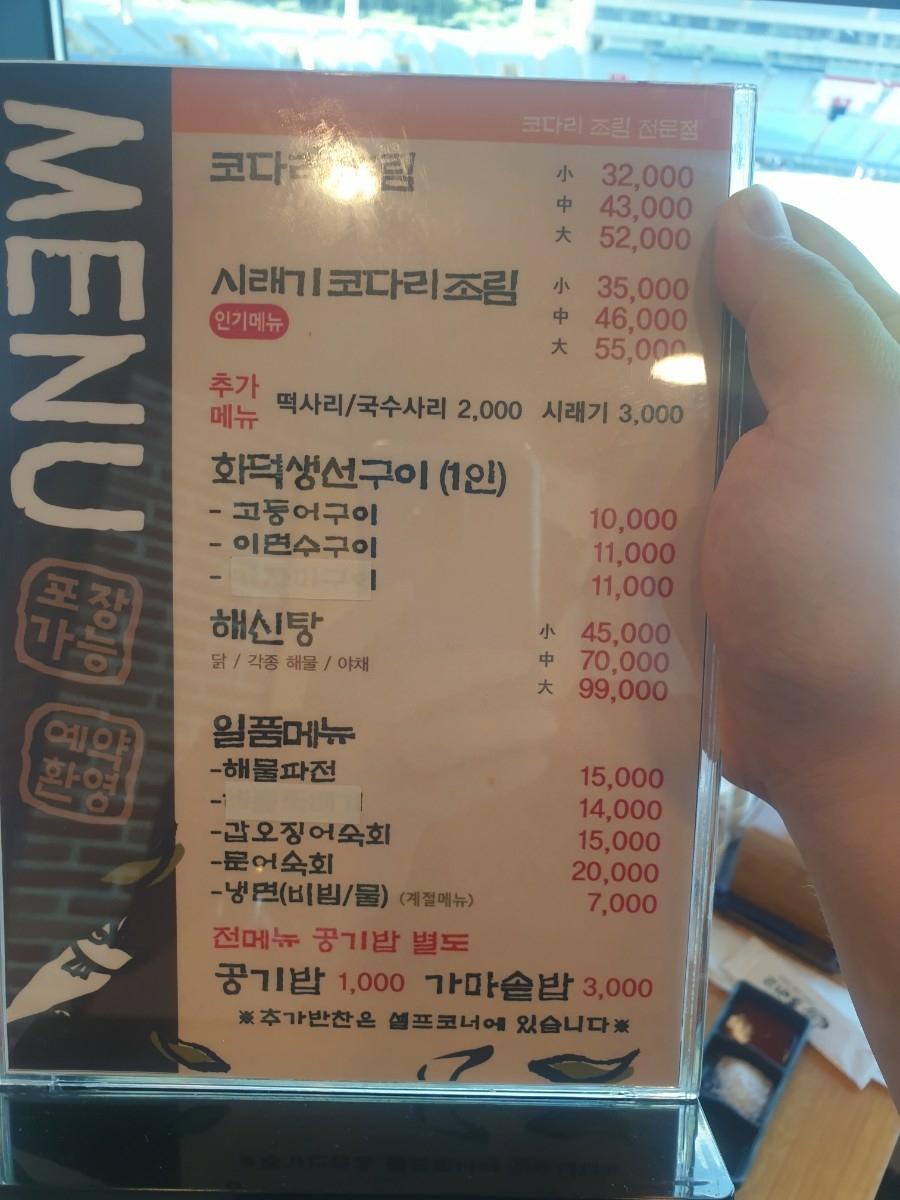 MENU
포장
가능
예약
환영
코다리 조림 전문점
코다리조림 小 32,000
中 43,000
大 52,000
시래기코다리조림 小 35,000
인기메뉴 中 46,000
大 55,000
추가
메뉴 떡사리/국수사리 2,000 시래기 3,000
화덕생선구이 (1인)
- 고등어구이 10,000
- 이면수구이 11,000
- 11,000
해신탕 小 45,000
닭 / 각종 해물 / 야채 中 70,000
大 99,000
일품메뉴
-해물파전 15,000
- 14,000
-갑오징어숙회 15,000
-문어숙회 20,000
-냉면(비빔/물) (계절메뉴) 7,000
전메뉴 공기밥 별도
공기밥 1,000 가마솥밥 3,000
※추가반찬은 셀프코너에 있습니다※